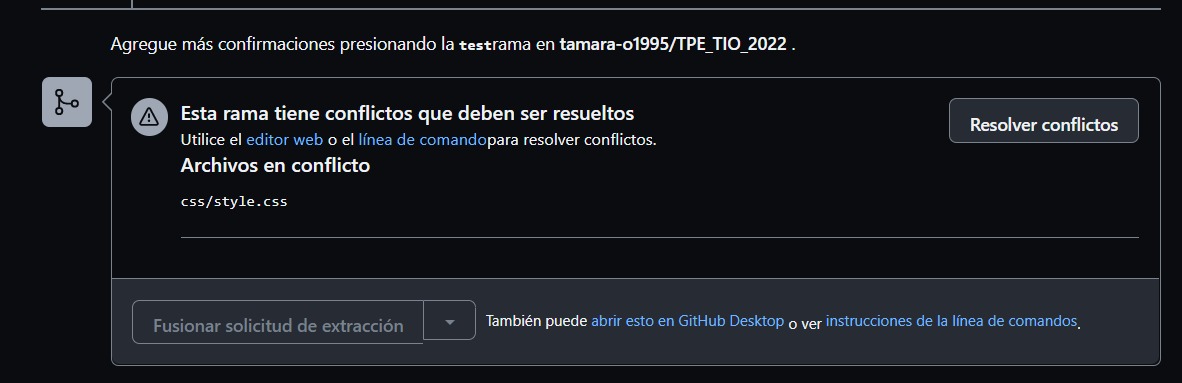 Agregue más confirmaciones presionando la testrama en tamara-o1995/TPE_TIO_2022 .
Esta rama tiene conflictos que deben ser resueltos
Utilice el editor web o el línea de comandopara resolver conflictos.
Resolver conflictos
Archivos en conflicto
css/style.css
Fusionar solicitud de extracción
También puede abrir esto en GitHub Desktop o ver instrucciones de la línea de comandos.